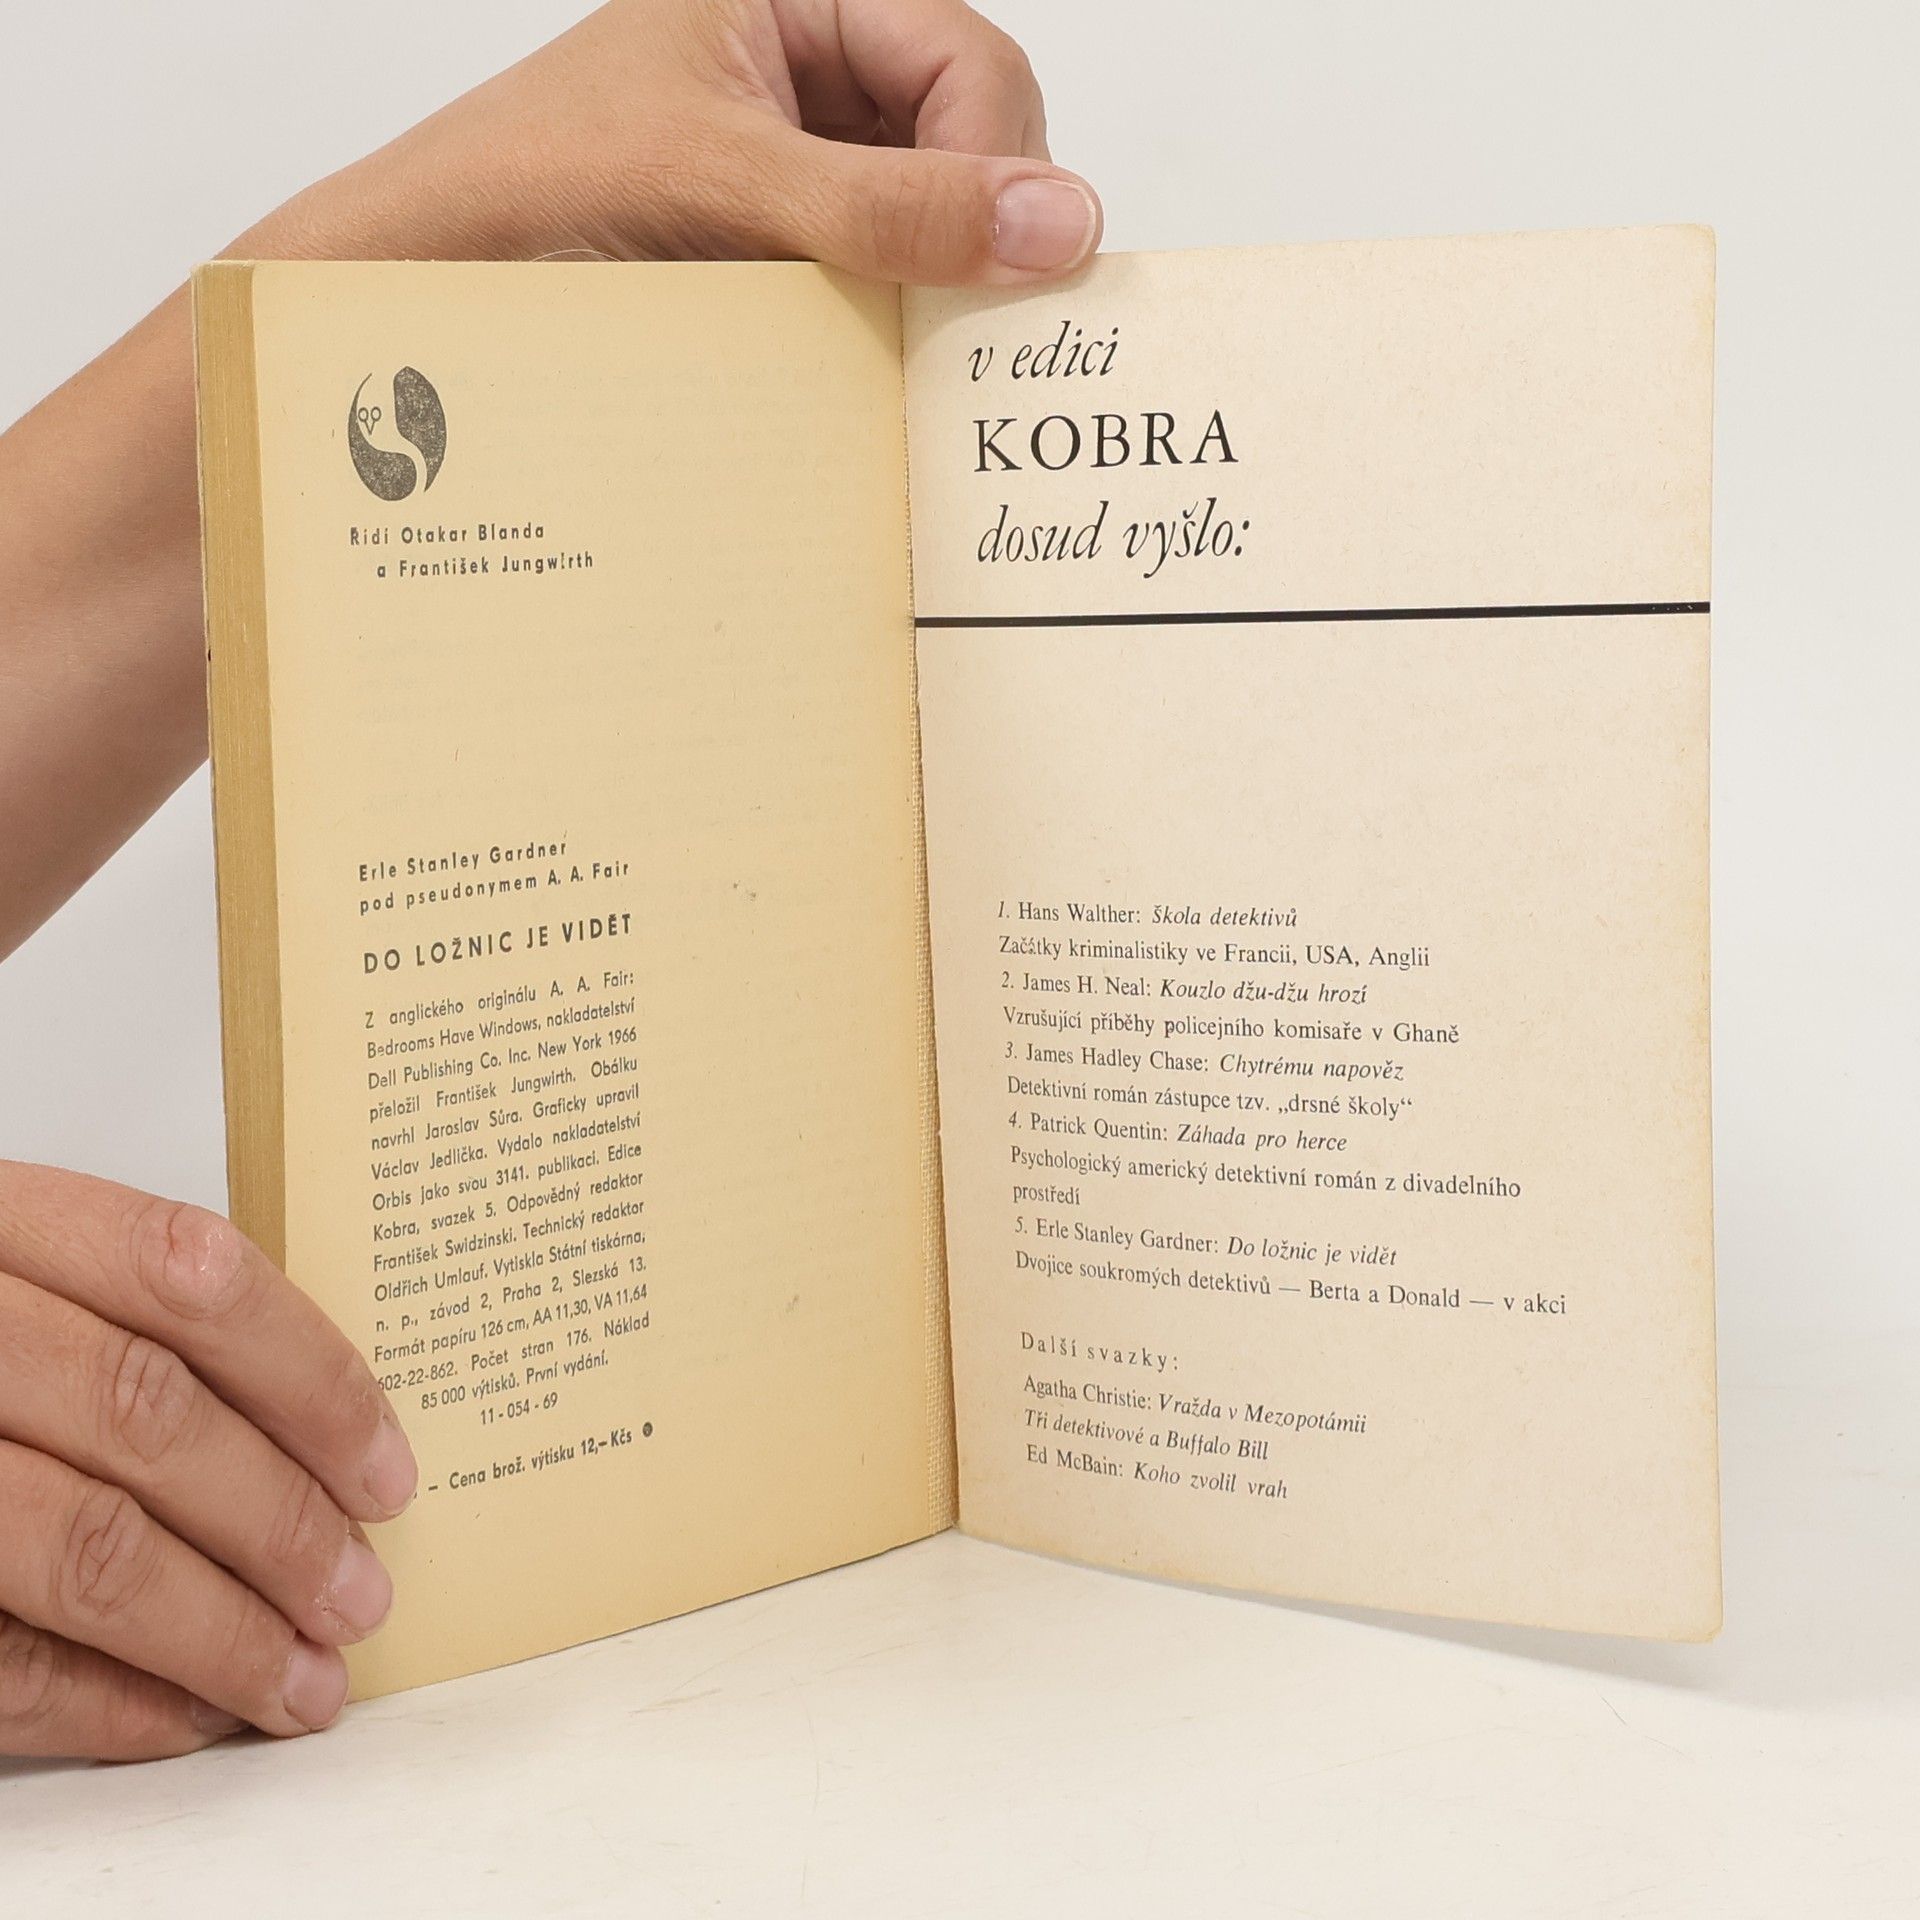 Řídí Otakar Blanda
a František Jungwirth
Erle Stanley Gardner
pod pseudonymem A. A. Fair
DO LOŽNIC JE VIDĚT
Z anglického originálu A. A. Fair:
Bedrooms Have Windows, nakladatelství
Dell Publishing Co. Inc. New York 1966
přeložil František Jungwirth. Obálku
navrhl Jaroslav Sůra. Graficky upravil
Václav Jedlička. Vydalo nakladatelství
Orbis jako svou 3141. publikaci. Edice
Kobra, svazek 5. Odpovědný redaktor
František Swidzinski. Technický redaktor
Oldřich Umlauf. Vytiskla Státní tiskárna,
n. p., závod 2, Praha 2, Slezská 13.
Formát papíru 126 cm, AA 11,30, VA 11,64
602-22-862. Počet stran 176. Náklad
85 000 výtisků. První vydání.
11 - 054 - 69
– Cena brož. výtisku 12,– Kčs
v edici
KOBRA
dosud vyšlo:
1. Hans Walther: Škola detektivů
Začátky kriminalistiky ve Francii, USA, Anglii
2. James H. Neal: Kouzlo džu-džu hrozí
Vzrušující příběhy policejního komisaře v Ghaně
3. James Hadley Chase: Chytrému napověz
Detektivní román zástupce tzv. „drsné školy“
4. Patrick Quentin: Záhada pro herce
Psychologický americký detektivní román z divadelního
prostředí
5. Erle Stanley Gardner: Do ložnic je vidět
Dvojice soukromých detektivů — Berta a Donald — v akci
Další svazky:
Agatha Christie: Vražda v Mezopotámii
Tři detektivové a Buffalo Bill
Ed McBain: Koho zvolil vrah